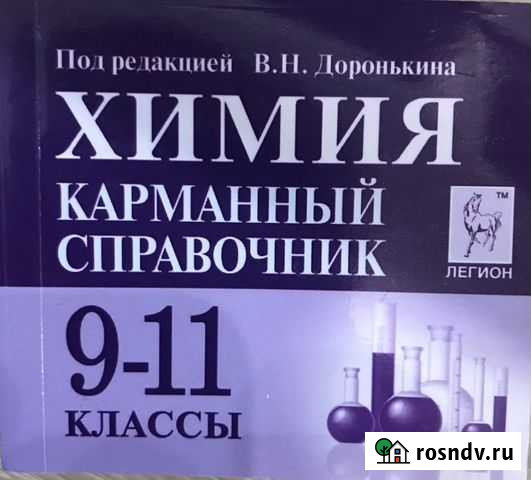 Под редакцией В.Н. Доронькина
ХИМИЯ
КАРМАННЫЙ
СПРАВОЧНИК
TM
ЛЕГИОН
9-11
КЛАССЫ
rosndv.ru